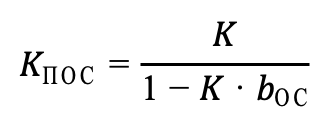 K_ПОС = K / (1 − K · b_ОС)